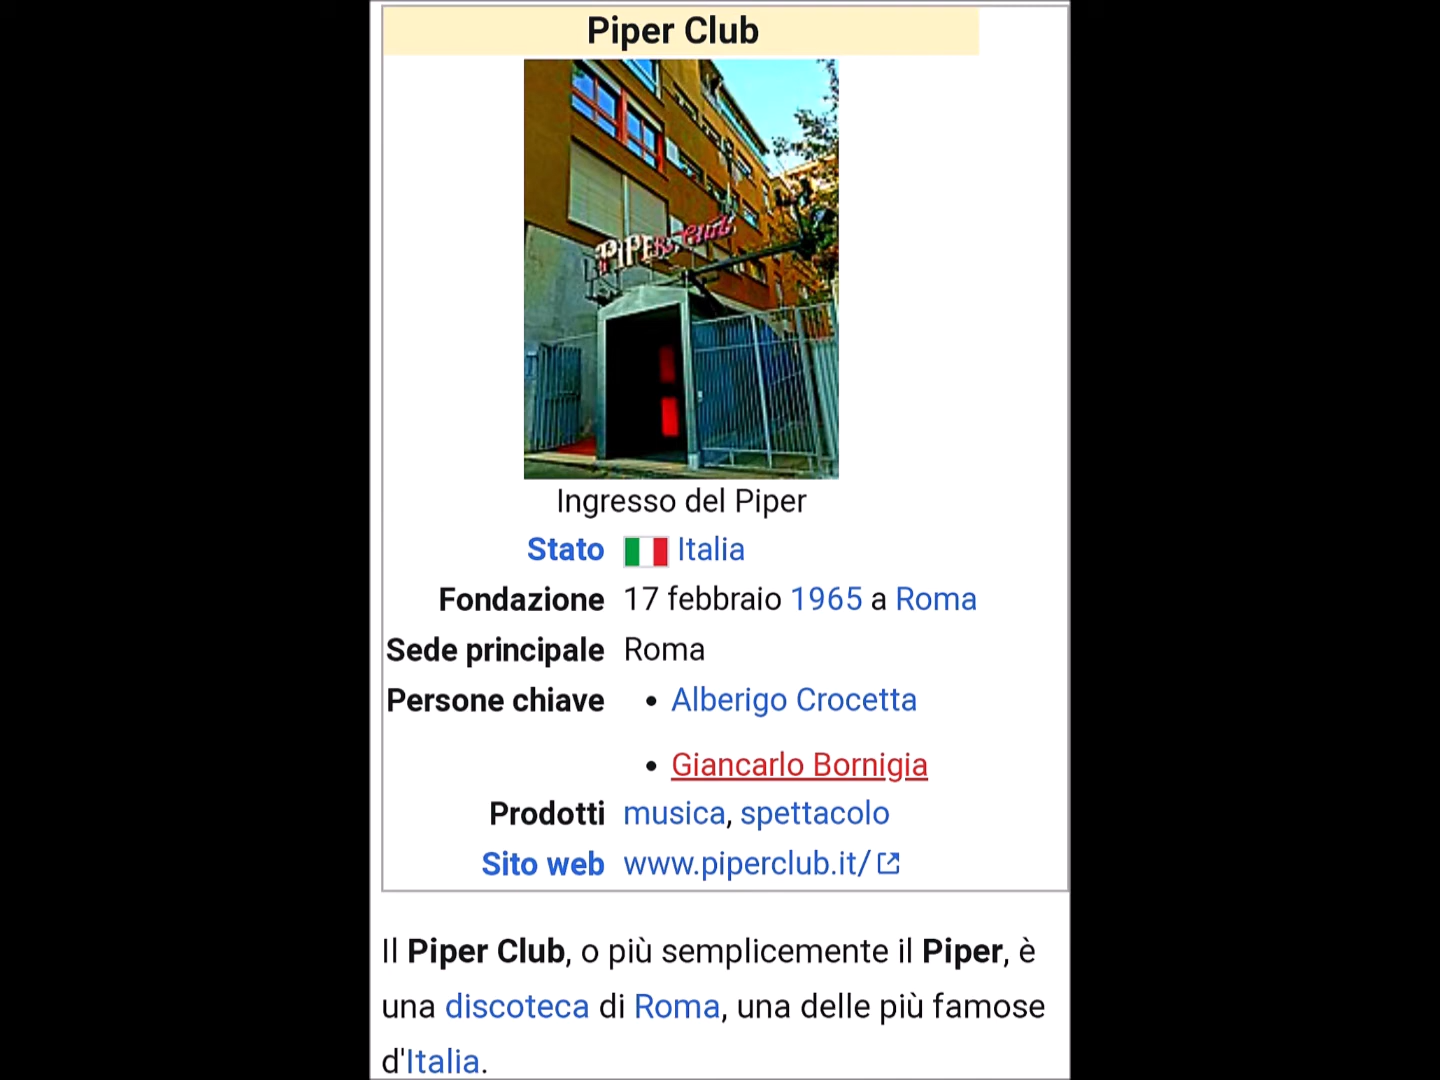 Piper Club
PIPER CLUB
Ingresso del Piper
Stato Italia
Fondazione 17 febbraio 1965 a Roma
Sede principale Roma
Persone chiave • Alberigo Crocetta
• Giancarlo Bornigia
Prodotti musica, spettacolo
Sito web www.piperclub.it/
Il Piper Club, o più semplicemente il Piper, è
una discoteca di Roma, una delle più famose
d'Italia.